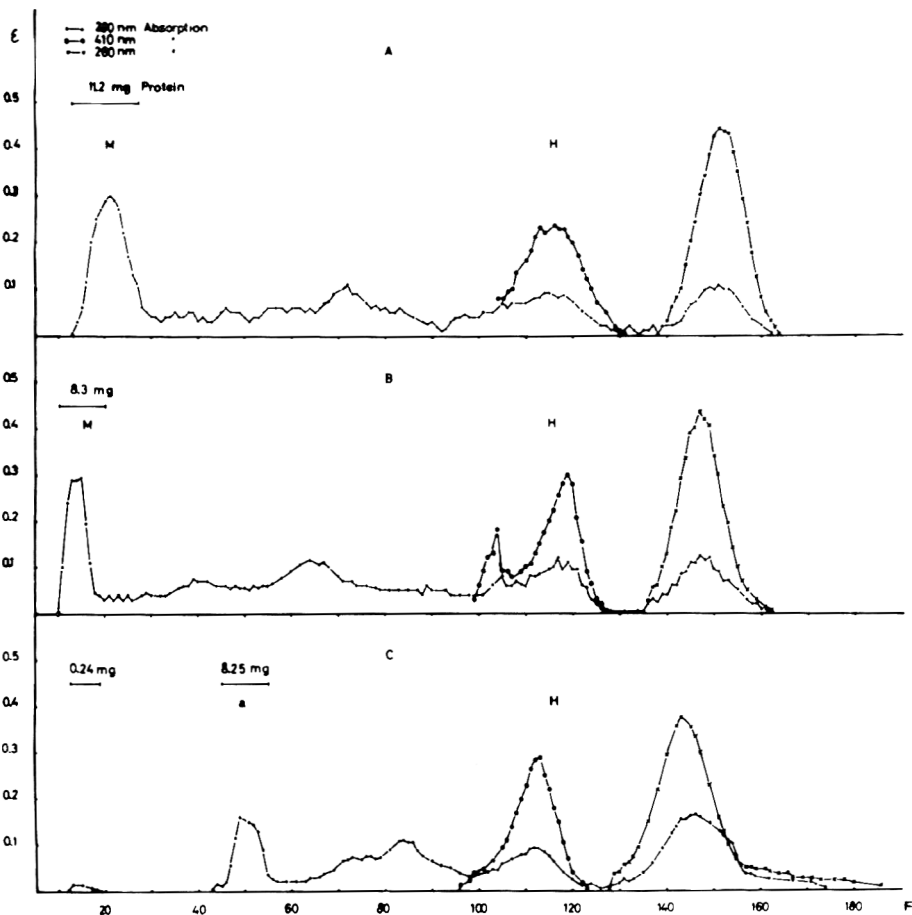 ε
280 nm Absorption
410 nm "
260 nm "
A
11.2 mg Protein
0.5
M
H
0.4
0.3
0.2
0.1
B
0.5
8.3 mg
M
H
0.4
0.3
0.2
0.1
C
0.5
0.24 mg
8.25 mg
a
H
0.4
0.3
0.2
0.1
20 40 60 80 100 120 140 160 180 F